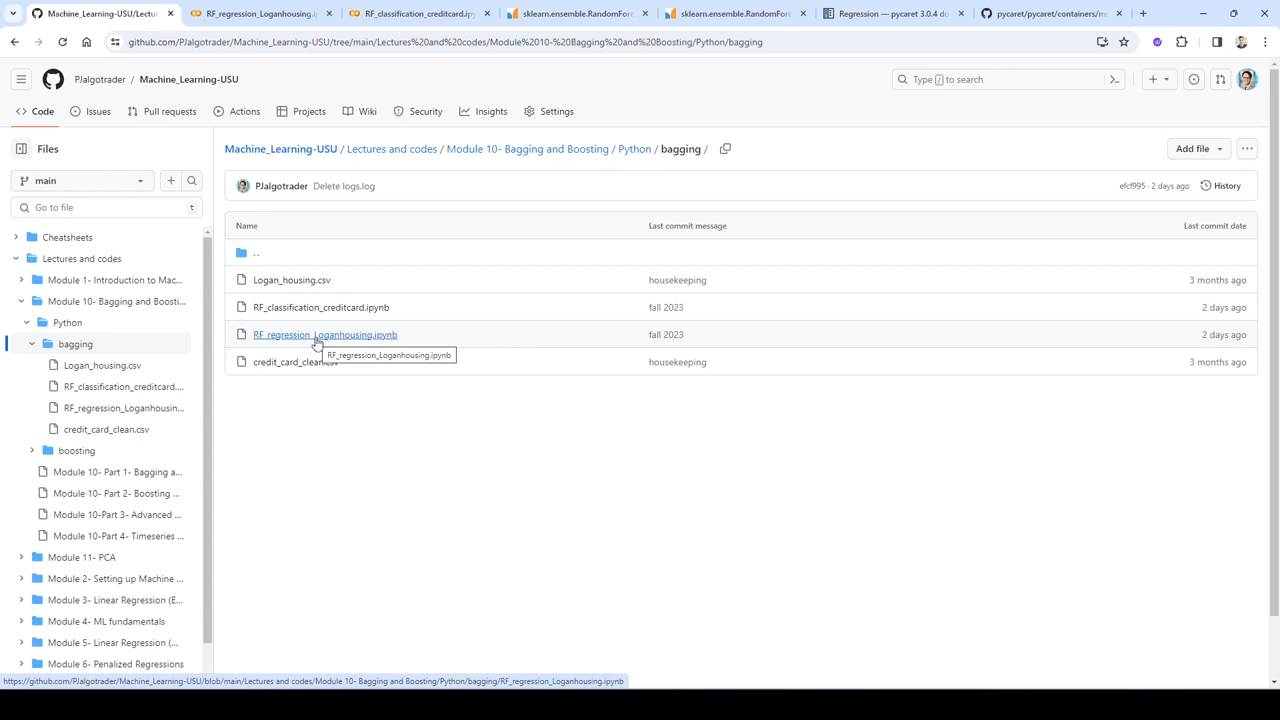 Machine_Learning-USU/Lectur
RF_regression_Loganhousing.i
RF_classification_creditcard.ip
sklearn.ensemble.RandomFore
sklearn.ensemble.RandomFore
Regression — pycaret 3.0.4 do
pycaret/pycaret/containers/m
github.com/PJalgotrader/Machine_Learning-USU/tree/main/Lectures%20and%20codes/Module%2010-%20Bagging%20and%20Boosting/Python/bagging
PJalgotrader / Machine_Learning-USU
Type / to search
Code
Issues
Pull requests
Actions
Projects
Wiki
Security
Insights
Settings
Files
Machine_Learning-USU / Lectures and codes / Module 10- Bagging and Boosting / Python / bagging /
Add file
main
PJalgotrader Delete logs.log
efcf995 · 2 days ago
History
Go to file
t
Name
Last commit message
Last commit date
Cheatsheets
Lectures and codes
. .
Module 1- Introduction to Mac...
Logan_housing.csv
housekeeping
3 months ago
Module 10- Bagging and Boosti...
RF_classification_creditcard.ipynb
fall 2023
2 days ago
Python
RF_regression_Loganhousing.ipynb
fall 2023
2 days ago
bagging
RF_regression_Loganhousing.ipynb
Logan_housing.csv
credit_card_clean.csv
housekeeping
3 months ago
RF_classification_creditcard....
RF_regression_Loganhousin...
credit_card_clean.csv
boosting
Module 10- Part 1- Bagging a...
Module 10- Part 2- Boosting ...
Module 10-Part 3- Advanced ...
Module 10-Part 4- Timeseries ...
Module 11- PCA
Module 2- Setting up Machine ...
Module 3- Linear Regression (E...
Module 4- ML fundamentals
Module 5- Linear Regression (...
Module 6- Penalized Regressions
https://github.com/PJalgotrader/Machine_Learning-USU/blob/main/Lectures and codes/Module 10- Bagging and Boosting/Python/bagging/RF_regression_Loganhousing.ipynb